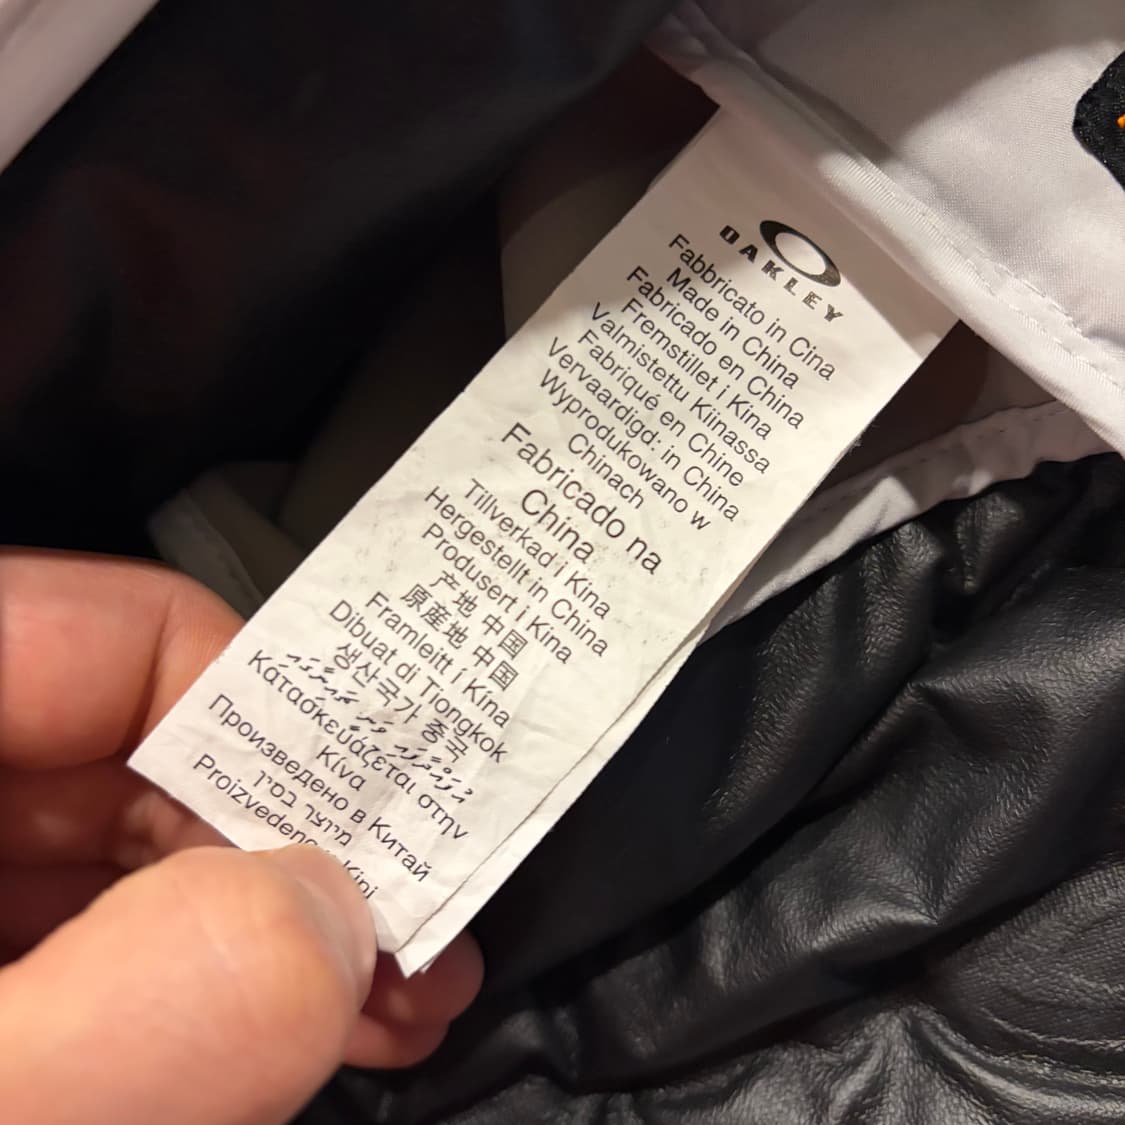 OAKLEY
Fabbricato in Cina
Made in China
Fabricado en China
Fremstillet i Kina
Valmistettu Kiinassa
Fabriqué en Chine
Vervaardigd: in China
Wyprodukowano w
Chinach
Fabricado na
China
Tillverkad i Kina
Hergestellt in China
Produsert i Kina
产地 中国
原産地 中国
Framleitt í Kina
Dibuat di Tiongkok
생산국가 중국
Κατασκευάζεται στην
Κίνα
Произведено в Китай
מיוצר בסין
Kini